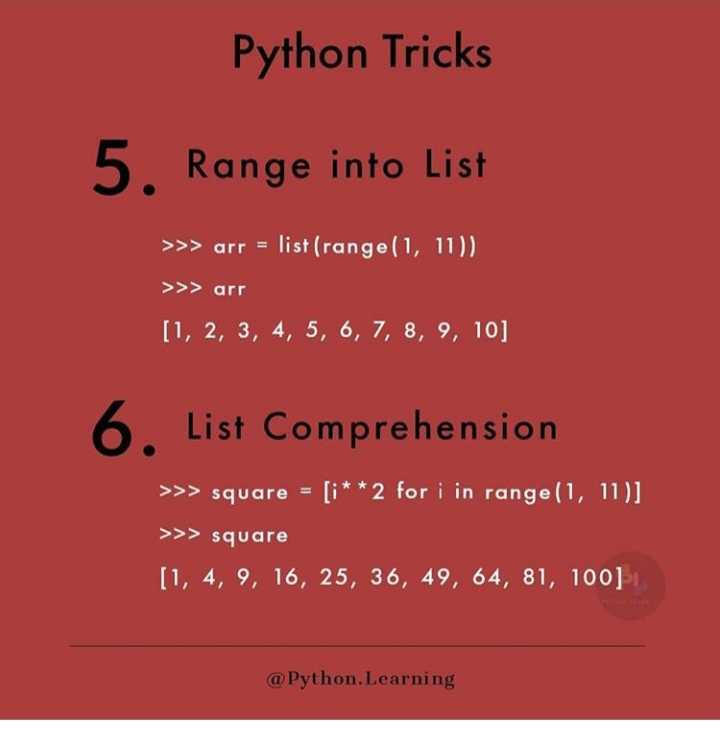 Python Tricks
5. Range into List
>>> arr = list(range(1, 11))
>>> arr
[1, 2, 3, 4, 5, 6, 7, 8, 9, 10]
6. List Comprehension
>>> square = [i**2 for i in range(1, 11)]
>>> square
[1, 4, 9, 16, 25, 36, 49, 64, 81, 100]
@Python.Learning